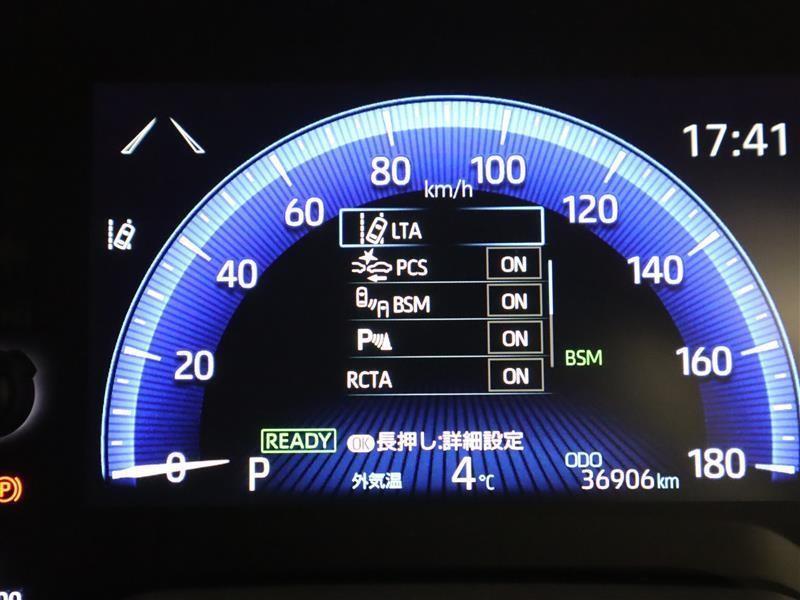 17:41
80
100
km/h
60
120
LTA
40
PCS ON
140
BSM ON
P ON
20
BSM
160
RCTA ON
READY
OK 長押し:詳細設定
0
P
外気温 4℃
ODO
36906km
180
(P)